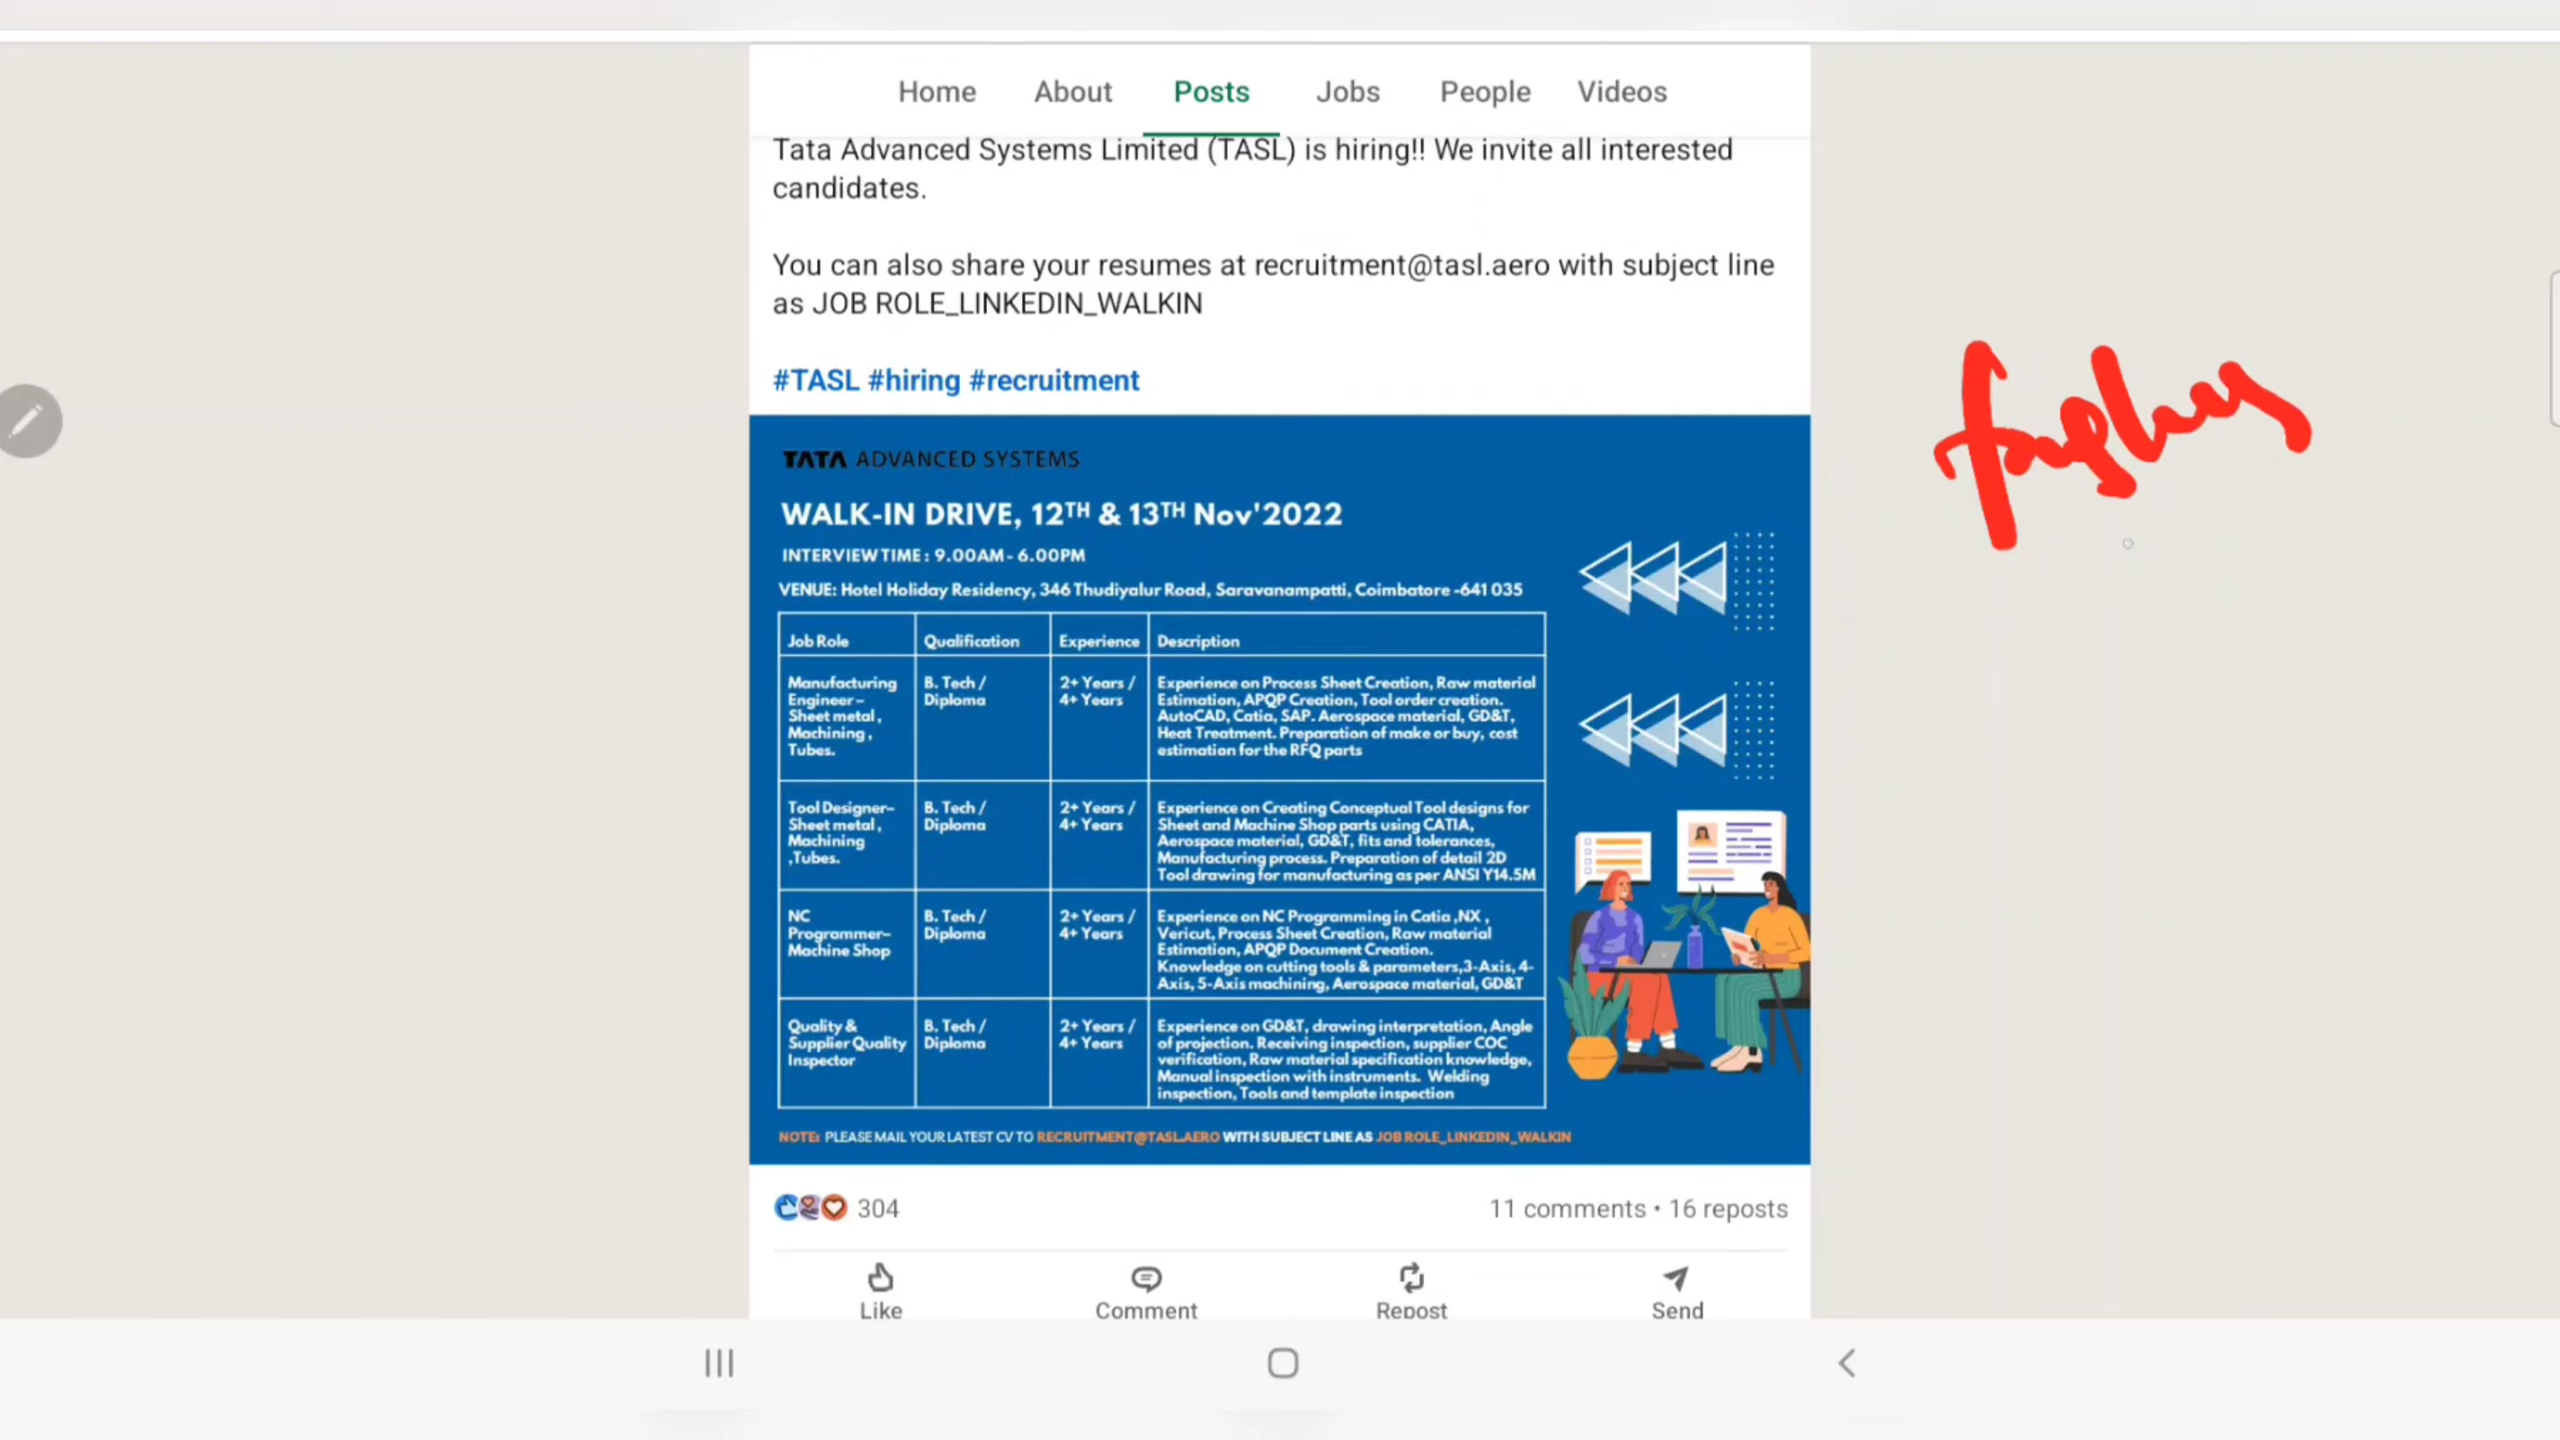 Home About Posts Jobs People Videos
Tata Advanced Systems Limited (TASL) is hiring!! We invite all interested
candidates.
You can also share your resumes at recruitment@tasl.aero with subject line
as JOB ROLE_LINKEDIN_WALKIN
#TASL #hiring #recruitment
TATA ADVANCED SYSTEMS
WALK-IN DRIVE, 12TH & 13TH Nov'2022
INTERVIEW TIME : 9.00AM - 6.00PM
VENUE: Hotel Holiday Residency, 346 Thudiyalur Road, Saravanampatti, Coimbatore -641 035
Job Role Qualification Experience Description
Manufacturing
Engineer –
Sheet metal ,
Machining ,
Tubes.
B. Tech /
Diploma
2+ Years /
4+ Years
Experience on Process Sheet Creation, Raw material
Estimation, APQP Creation, Tool order creation.
AutoCAD, Catia, SAP. Aerospace material, GD&T,
Heat Treatment. Preparation of make or buy, cost
estimation for the RFQ parts
Tool Designer–
Sheet metal ,
Machining
,Tubes.
B. Tech /
Diploma
2+ Years /
4+ Years
Experience on Creating Conceptual Tool designs for
Sheet and Machine Shop parts using CATIA,
Aerospace material, GD&T, fits and tolerances,
Manufacturing process. Preparation of detail 2D
Tool drawing for manufacturing as per ANSI Y14.5M
NC
Programmer–
Machine Shop
B. Tech /
Diploma
2+ Years /
4+ Years
Experience on NC Programming in Catia ,NX ,
Vericut, Process Sheet Creation, Raw material
Estimation, APQP Document Creation.
Knowledge on cutting tools & parameters,3-Axis, 4-
Axis, 5-Axis machining, Aerospace material, GD&T
Quality &
Supplier Quality
Inspector
B. Tech /
Diploma
2+ Years /
4+ Years
Experience on GD&T, drawing interpretation, Angle
of projection. Receiving inspection, supplier COC
verification, Raw material specification knowledge,
Manual inspection with instruments. Welding
inspection, Tools and template inspection
NOTE: PLEASE MAIL YOUR LATEST CV TO RECRUITMENT@TASL.AERO WITH SUBJECT LINE AS JOB ROLE_LINKEDIN_WALKIN
304
11 comments • 16 reposts
Like Comment Repost Send